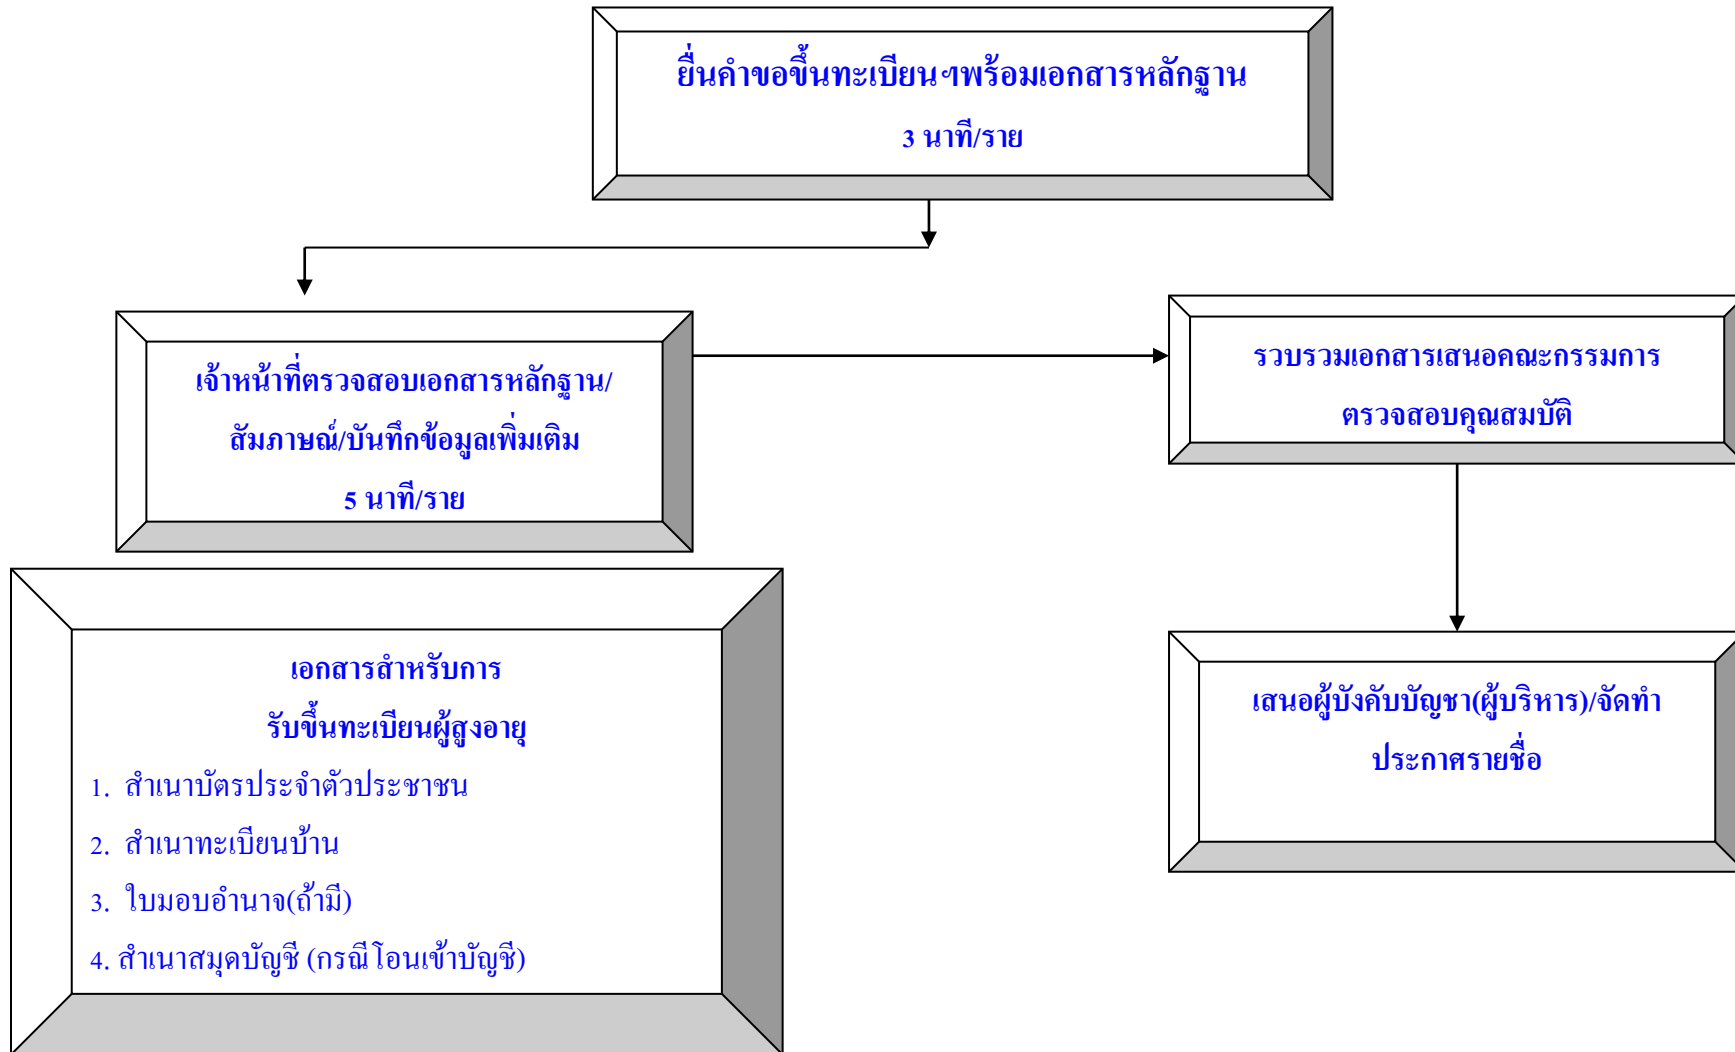 ยื่นคำขอขึ้นทะเบียนฯพร้อมเอกสารหลักฐาน
3 นาที/ราย
เจ้าหน้าที่ตรวจสอบเอกสารหลักฐาน/
สัมภาษณ์/บันทึกข้อมูลเพิ่มเติม
5 นาที/ราย
รวบรวมเอกสารเสนอคณะกรรมการ
ตรวจสอบคุณสมบัติ
เอกสารสำหรับการ
รับขึ้นทะเบียนผู้สูงอายุ
1. สำเนาบัตรประจำตัวประชาชน
2. สำเนาทะเบียนบ้าน
3. ใบมอบอำนาจ(ถ้ามี)
4. สำเนาสมุดบัญชี (กรณีโอนเข้าบัญชี)
เสนอผู้บังคับบัญชา(ผู้บริหาร)/จัดทำ
ประกาศรายชื่อ